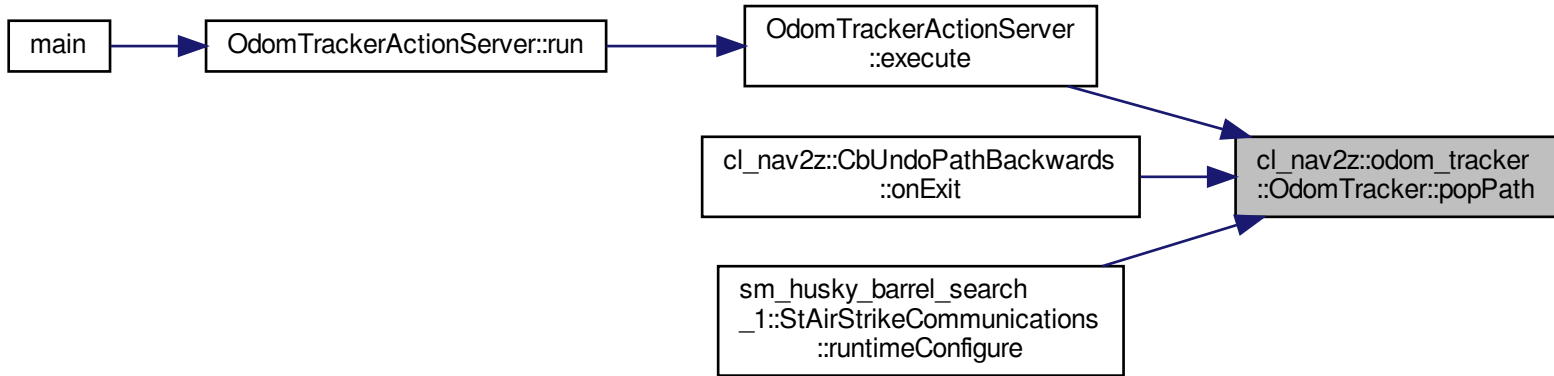 main
OdomTrackerActionServer::run
OdomTrackerActionServer
::execute
cl_nav2z::CbUndoPathBackwards
::onExit
sm_husky_barrel_search
_1::StAirStrikeCommunications
::runtimeConfigure
cl_nav2z::odom_tracker
::OdomTracker::popPath